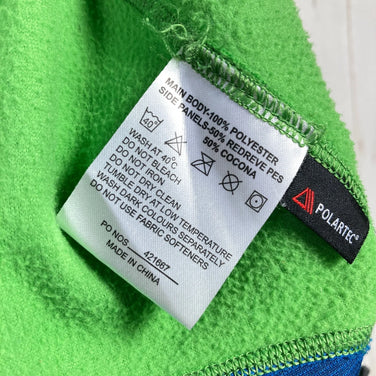 MAIN BODY-100% POLYESTER
SIDE PANELS-50% REDREVE PES
50% COCONA
40
WASH AT 40°C
DO NOT BLEACH
DO NOT IRON
DO NOT DRY CLEAN
TUMBLE DRY AT LOW TEMPERATURE
WASH DARK COLOURS SEPARATELY
DO NOT USE FABRIC SOFTENERS
PO NOS 421667
MADE IN CHINA
POLARTEC